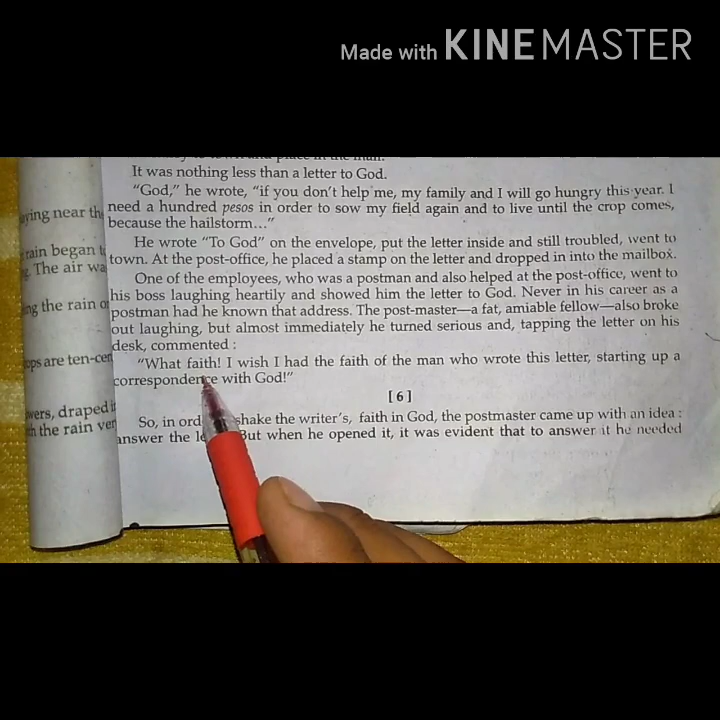 Made with KINEMASTER
It was nothing less than a letter to God.
"God," he wrote, "if you don't help me, my family and I will go hungry this year. I
need a hundred pesos in order to sow my field again and to live until the crop comes,
because the hailstorm..."
He wrote "To God" on the envelope, put the letter inside and still troubled, went to
town. At the post-office, he placed a stamp on the letter and dropped in into the mailbox.
One of the employees, who was a postman and also helped at the post-office, went to
his boss laughing heartily and showed him the letter to God. Never in his career as a
postman had he known that address. The post-master—a fat, amiable fellow—also broke
out laughing, but almost immediately he turned serious and, tapping the letter on his
desk, commented :
"What faith! I wish I had the faith of the man who wrote this letter, starting up a
correspondence with God!"
[ 6 ]
So, in shake the writer's, faith in God, the postmaster came up with an idea :
answer the But when he opened it, it was evident that to answer it he needed
near the
rain began
The air
the rain
are ten-cen
draped
the rain